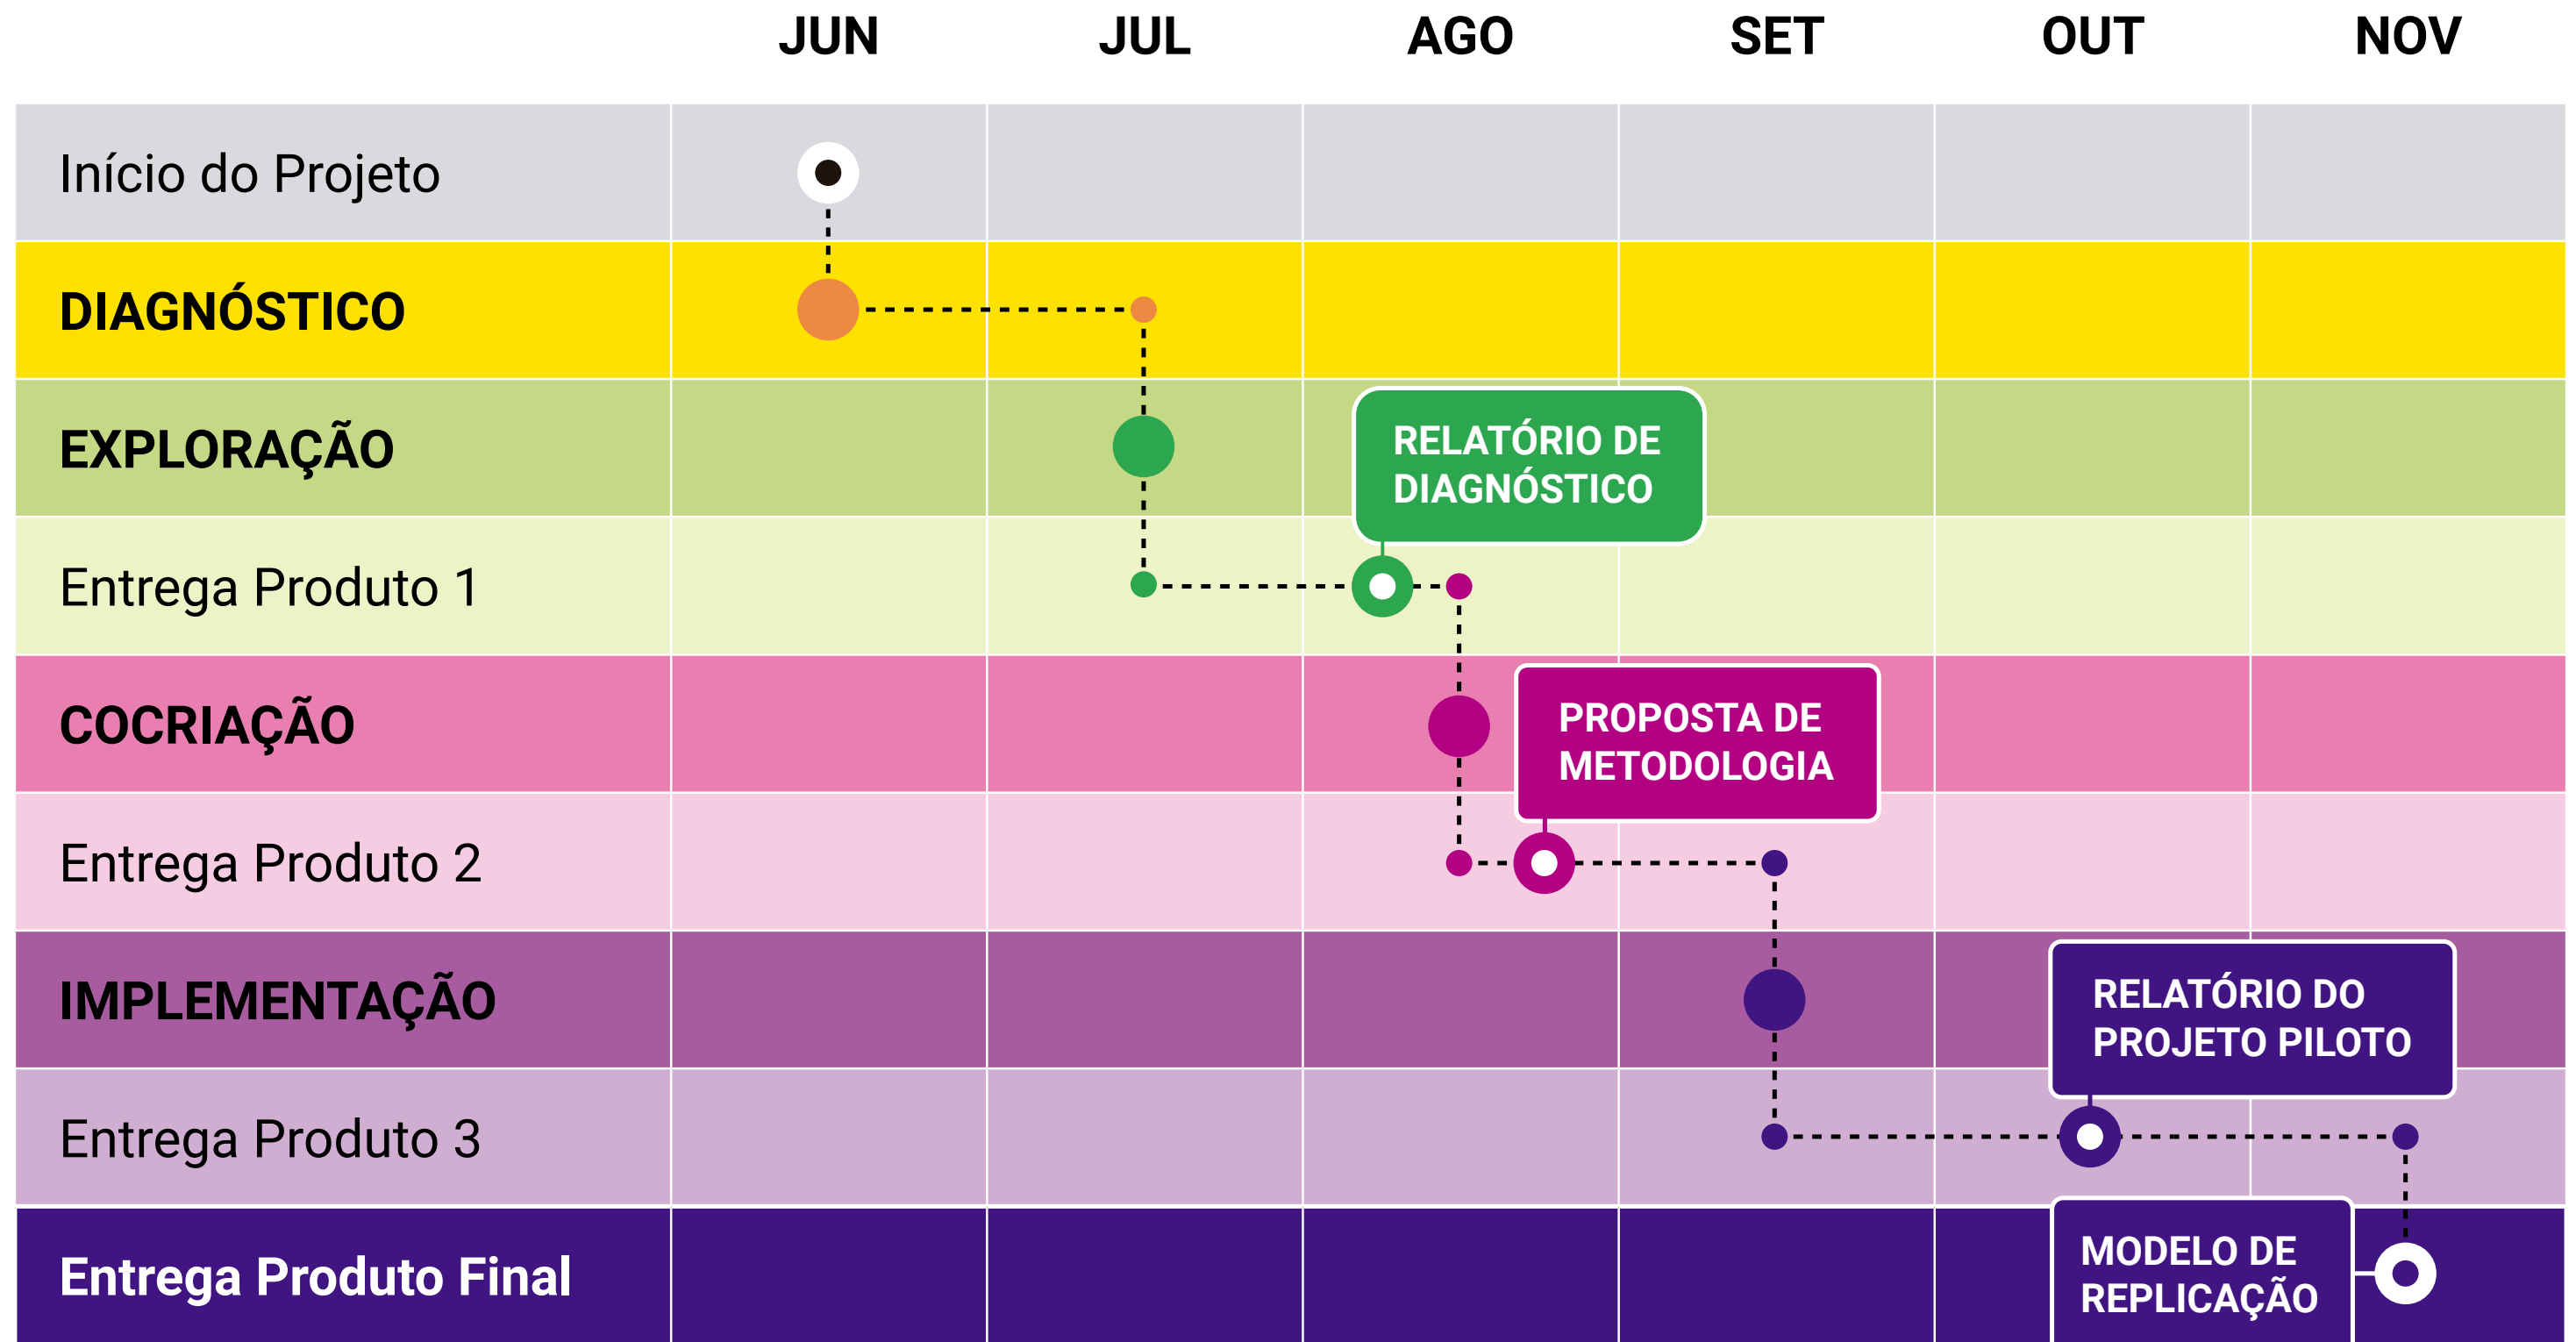 JUN JUL AGO SET OUT NOV
Início do Projeto
DIAGNÓSTICO
EXPLORAÇÃO
RELATÓRIO DE
DIAGNÓSTICO
Entrega Produto 1
COCRIAÇÃO
PROPOSTA DE
METODOLOGIA
Entrega Produto 2
IMPLEMENTAÇÃO
RELATÓRIO DO
PROJETO PILOTO
Entrega Produto 3
Entrega Produto Final
MODELO DE
REPLICAÇÃO